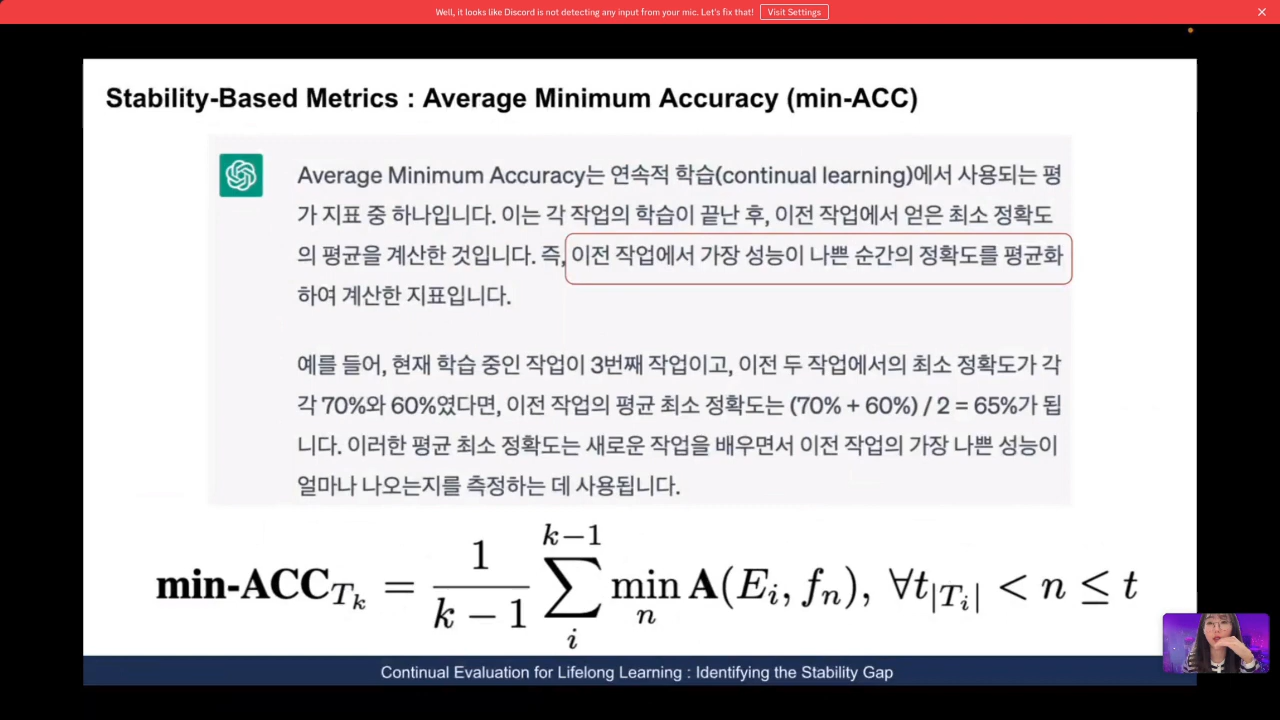 Well, it looks like Discord is not detecting any input from your mic. Let's fix that! Visit Settings
Stability-Based Metrics : Average Minimum Accuracy (min-ACC)
Average Minimum Accuracy는 연속적 학습(continual learning)에서 사용되는 평
가 지표 중 하나입니다. 이는 각 작업의 학습이 끝난 후, 이전 작업에서 얻은 최소 정확도
의 평균을 계산한 것입니다. 즉, 이전 작업에서 가장 성능이 나쁜 순간의 정확도를 평균화
하여 계산한 지표입니다.
예를 들어, 현재 학습 중인 작업이 3번째 작업이고, 이전 두 작업에서의 최소 정확도가 각
각 70%와 60%였다면, 이전 작업의 평균 최소 정확도는 (70% + 60%) / 2 = 65%가 됩
니다. 이러한 평균 최소 정확도는 새로운 작업을 배우면서 이전 작업의 가장 나쁜 성능이
얼마나 나오는지를 측정하는 데 사용됩니다.
min-ACC_{T_k} = \frac{1}{k-1} \sum_{i}^{k-1} \min_{n} A(E_i, f_n), ∀t_{|T_i|} < n ≤ t
Continual Evaluation for Lifelong Learning : Identifying the Stability Gap